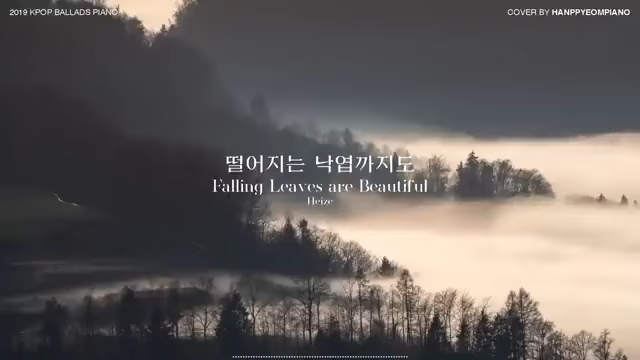 2019 KPOP BALLADS PIANO
COVER BY HANPPYEOMPIANO
떨어지는 낙엽까지도
Falling Leaves are Beautiful
Heize